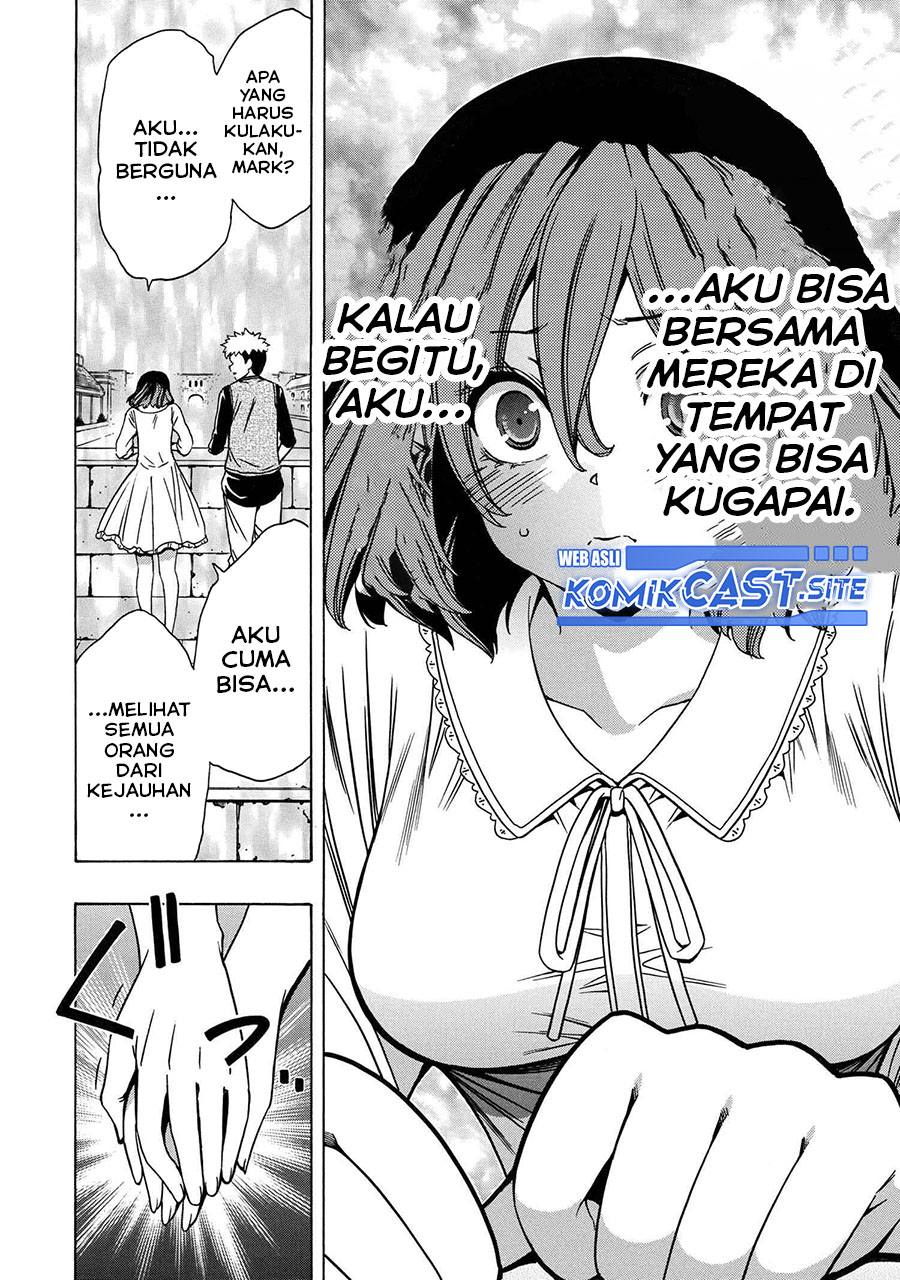 ...AKU BISA
BERSAMA
MEREKA DI
TEMPAT
YANG BISA
KUGAPAI.
KALAU
BEGITU,
AKU...
WEB ASLI
KOMIKCAST.SITE
APA
YANG
HARUS
KULAKU-
KAN,
MARK?
AKU...
TIDAK
BERGUNA
...
AKU
CUMA
BISA...
...MELIHAT
SEMUA
ORANG
DARI
KEJAUHAN
...